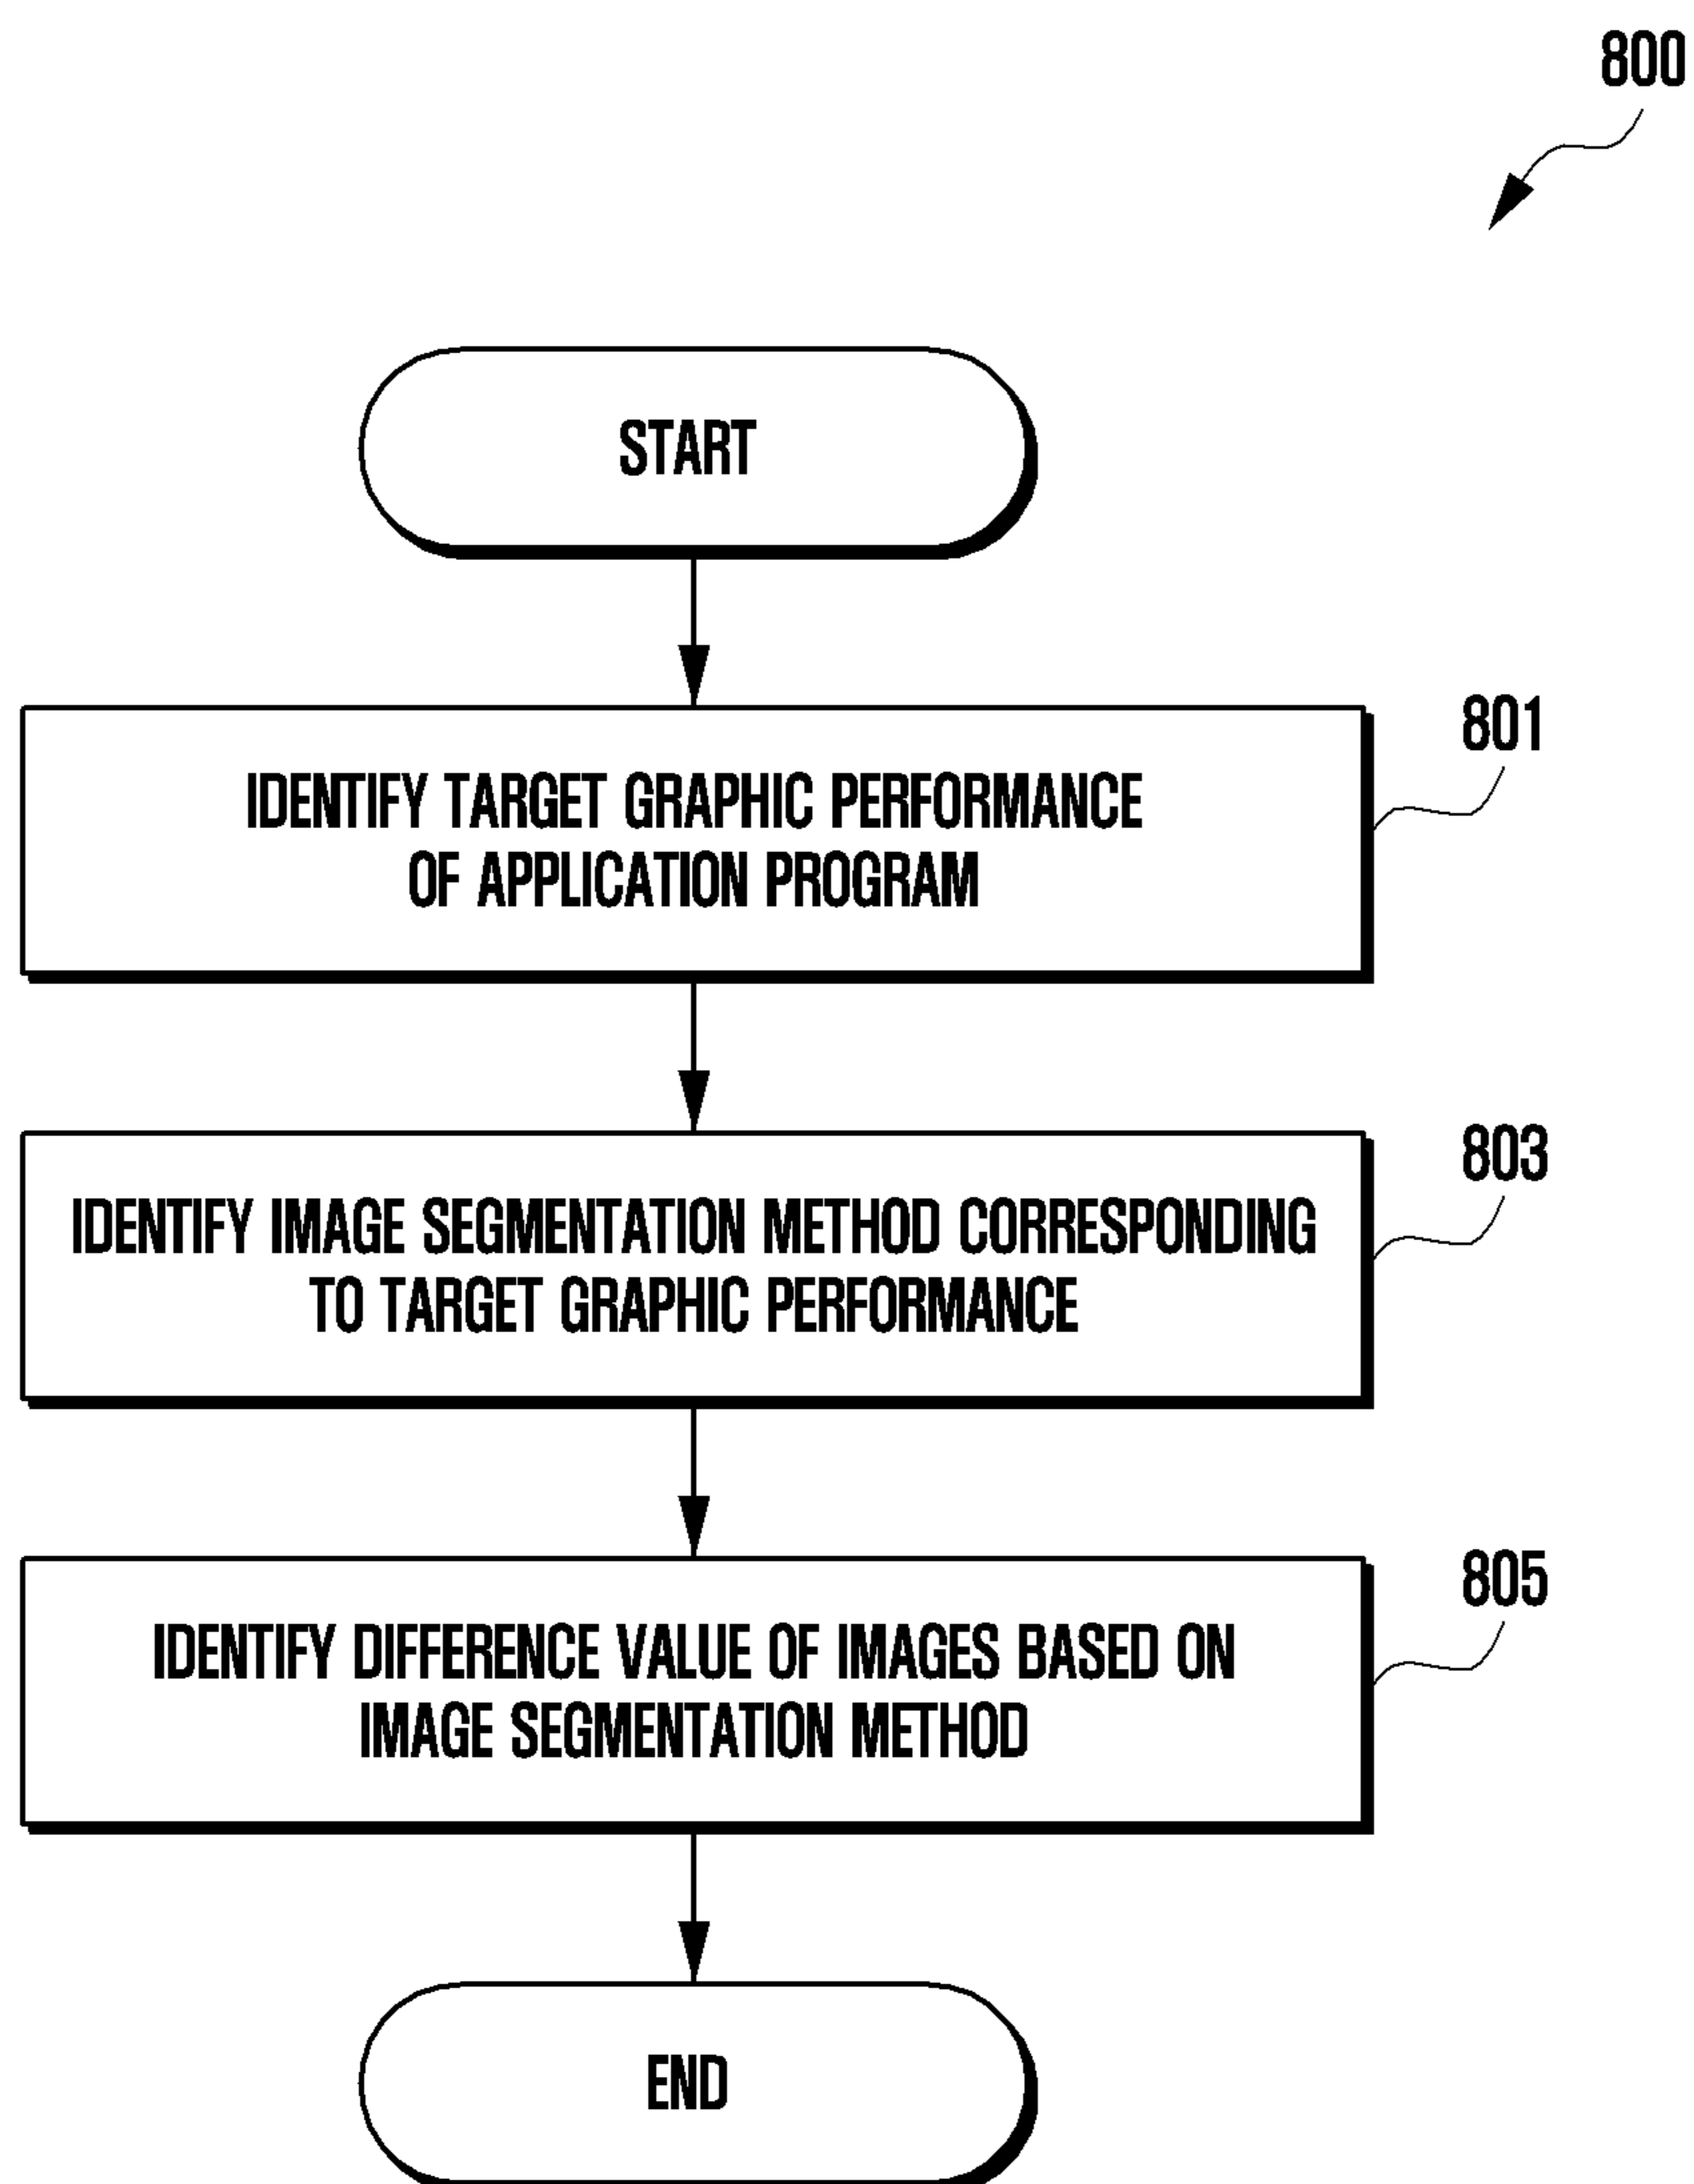 800
START
801
IDENTIFY TARGET GRAPHIC PERFORMANCE
OF APPLICATION PROGRAM
803
IDENTIFY IMAGE SEGMENTATION METHOD CORRESPONDING
TO TARGET GRAPHIC PERFORMANCE
805
IDENTIFY DIFFERENCE VALUE OF IMAGES BASED ON
IMAGE SEGMENTATION METHOD
END